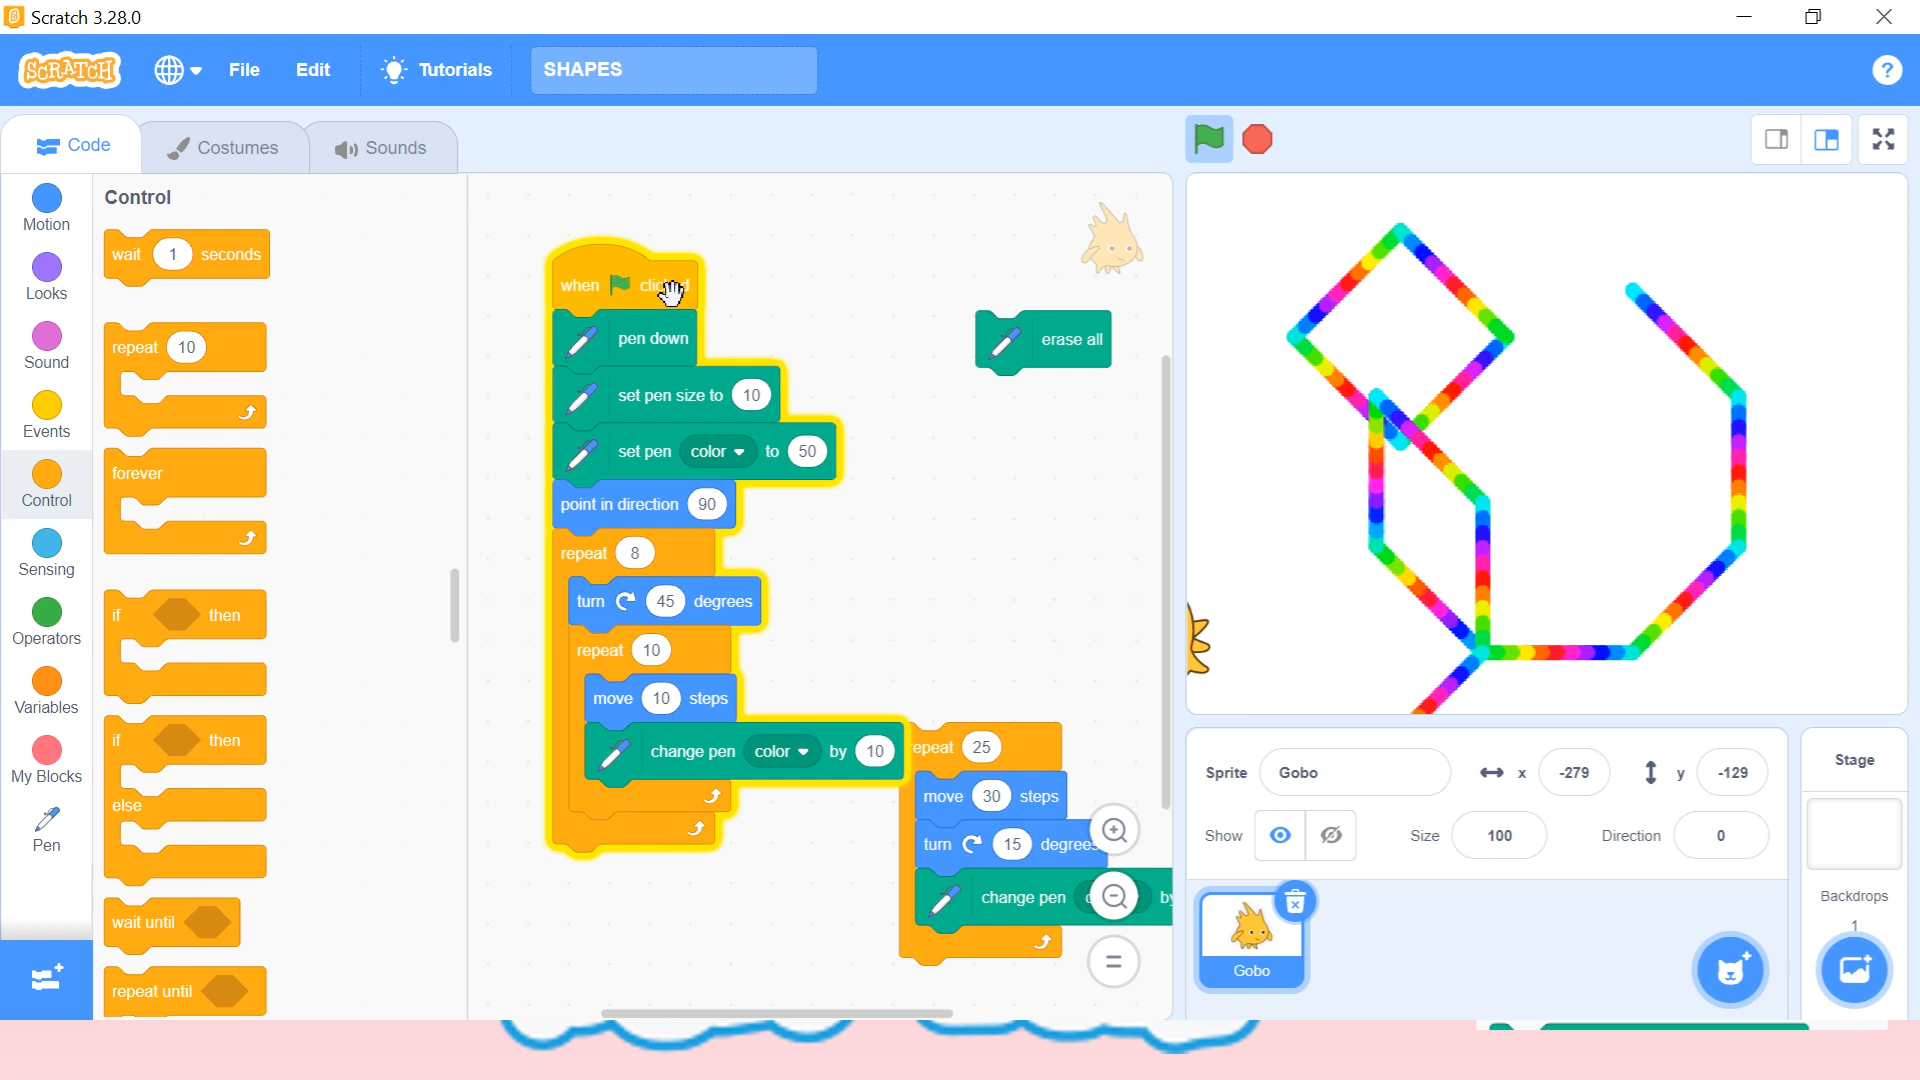 Scratch 3.28.0
SCRATCH File Edit Tutorials SHAPES ?
Code Costumes Sounds
Motion
Looks
Sound
Events
Control
Sensing
Operators
Variables
My Blocks
Pen
Control
wait 1 seconds
repeat 10
forever
if then
if then
else
wait until
repeat until
when
pen down
set pen size to 10
set pen color to 50
point in direction 90
repeat 8
turn 45 degrees
repeat 10
move 10 steps
change pen color by 10
erase all
epeat 25
move 30 steps
turn 15 degrees
change pen
Sprite Gobo x -279 y -129
Show Size 100 Direction 0
Gobo
Stage
Backdrops
1